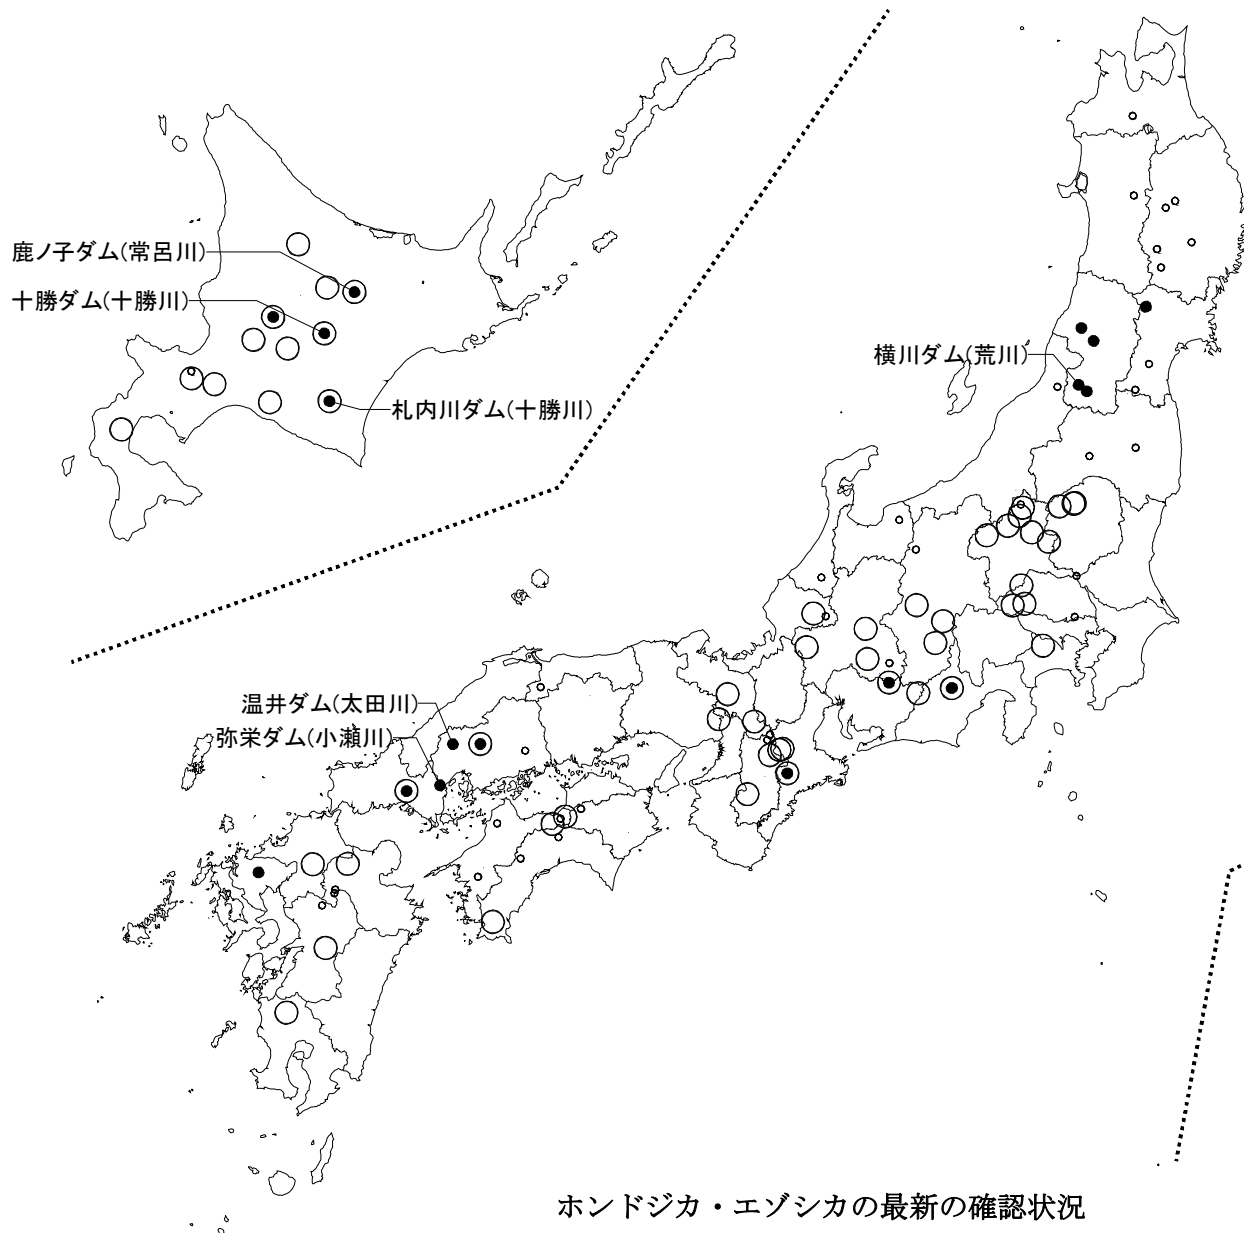 鹿ノ子ダム(常呂川)
十勝ダム(十勝川)
横川ダム(荒川)
札内川ダム(十勝川)
温井ダム(太田川)
弥栄ダム(小瀬川)
ホンドジカ・エゾシカの最新の確認状況